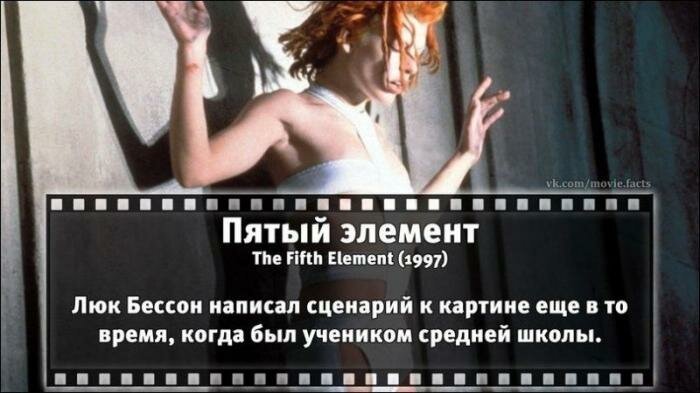 vk.com/movie.facts
Пятый элемент
The Fifth Element (1997)
Люк Бессон написал сценарий к картине еще в то
время, когда был учеником средней школы.